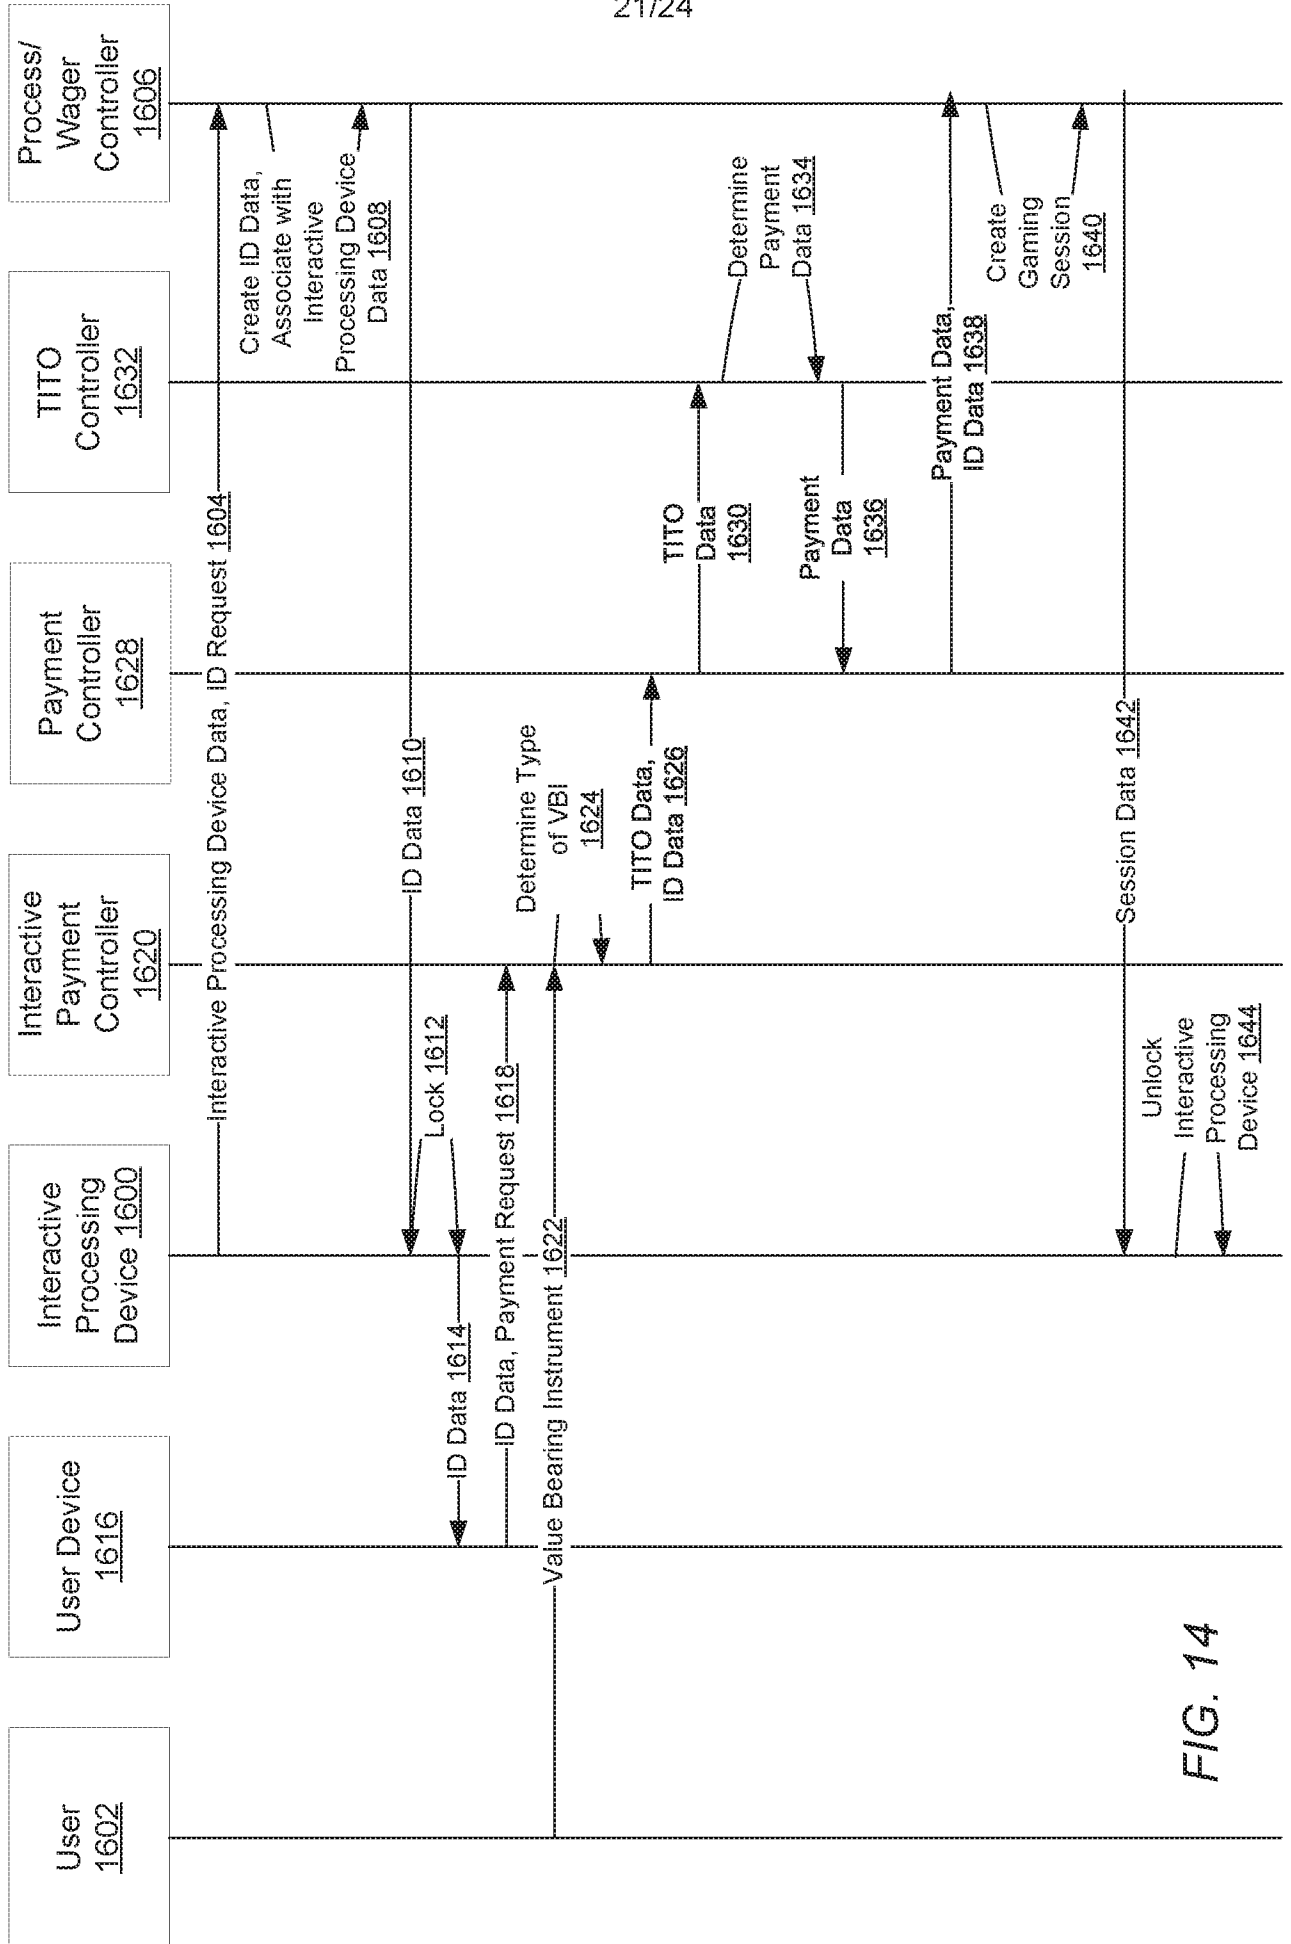 21/24
User
1602
User Device
1616
Interactive
Processing
Device 1600
Interactive
Payment
Controller
1620
Payment
Controller
1628
TITO
Controller
1632
Process/
Wager
Controller
1606
Interactive Processing Device Data, ID Request 1604
Create ID Data,
Associate with
Interactive
Processing Device
Data 1608
ID Data 1610
Lock 1612
ID Data 1614
ID Data, Payment Request 1618
Value Bearing Instrument 1622
Determine Type
of VBI
1624
TITO Data,
ID Data 1626
TITO
Data
1630
Determine
Payment
Data 1634
Payment
Data
1636
Payment Data,
ID Data 1638
Create
Gaming
Session
1640
Session Data 1642
Unlock
Interactive
Processing
Device 1644
FIG. 14